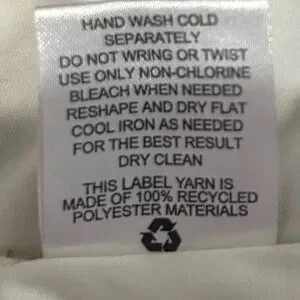 HAND WASH COLD
SEPARATELY
DO NOT WRING OR TWIST
USE ONLY NON-CHLORINE
BLEACH WHEN NEEDED
RESHAPE AND DRY FLAT
COOL IRON AS NEEDED
FOR THE BEST RESULT
DRY CLEAN
THIS LABEL YARN IS
MADE OF 100% RECYCLED
POLYESTER MATERIALS